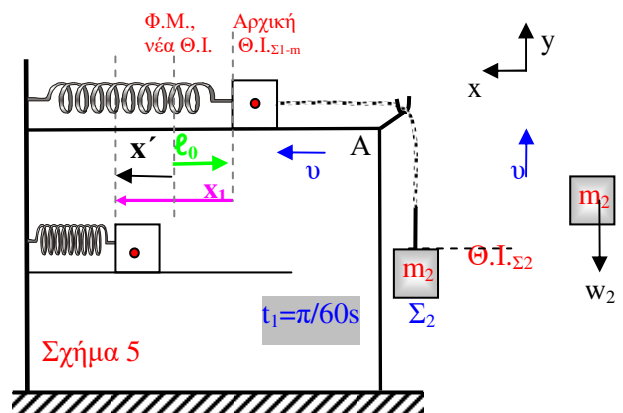 Φ.Μ., νέα Θ.Ι.
Αρχική Θ.Ι.Σ1-m
y
x
x´
ℓ0
υ
A
υ
x1
m2
m2
Θ.Ι.Σ2
w2
Σ2
t1=π/60s
Σχήμα 5